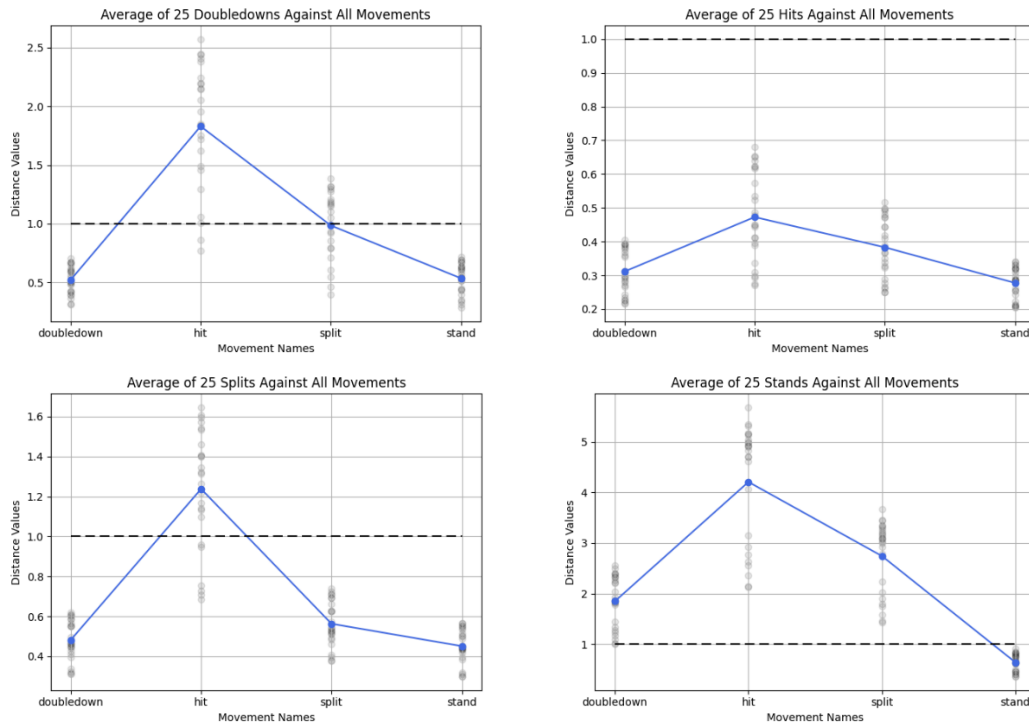 Average of 25 Doubledowns Against All Movements
2.5
2.0
1.5
1.0
0.5
Distance Values
doubledown hit split stand
Movement Names
Average of 25 Hits Against All Movements
1.0
0.9
0.8
0.7
0.6
0.5
0.4
0.3
0.2
Distance Values
doubledown hit split stand
Movement Names
Average of 25 Splits Against All Movements
1.6
1.4
1.2
1.0
0.8
0.6
0.4
Distance Values
doubledown hit split stand
Movement Names
Average of 25 Stands Against All Movements
5
4
3
2
1
Distance Values
doubledown hit split stand
Movement Names